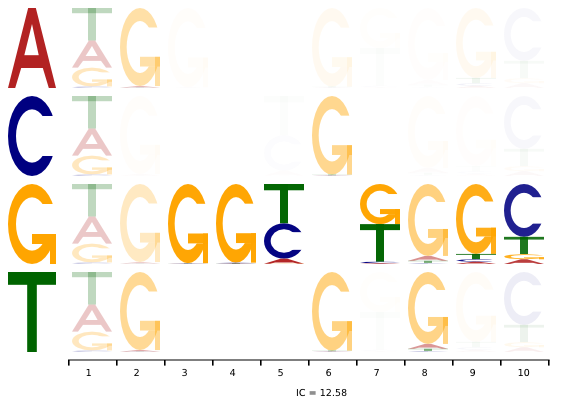 A T A G G G
C T A G G
G T A G G G G T C G T G G C T
T T A G G G G C
1 2 3 4 5 6 7 8 9 10
IC = 12.58